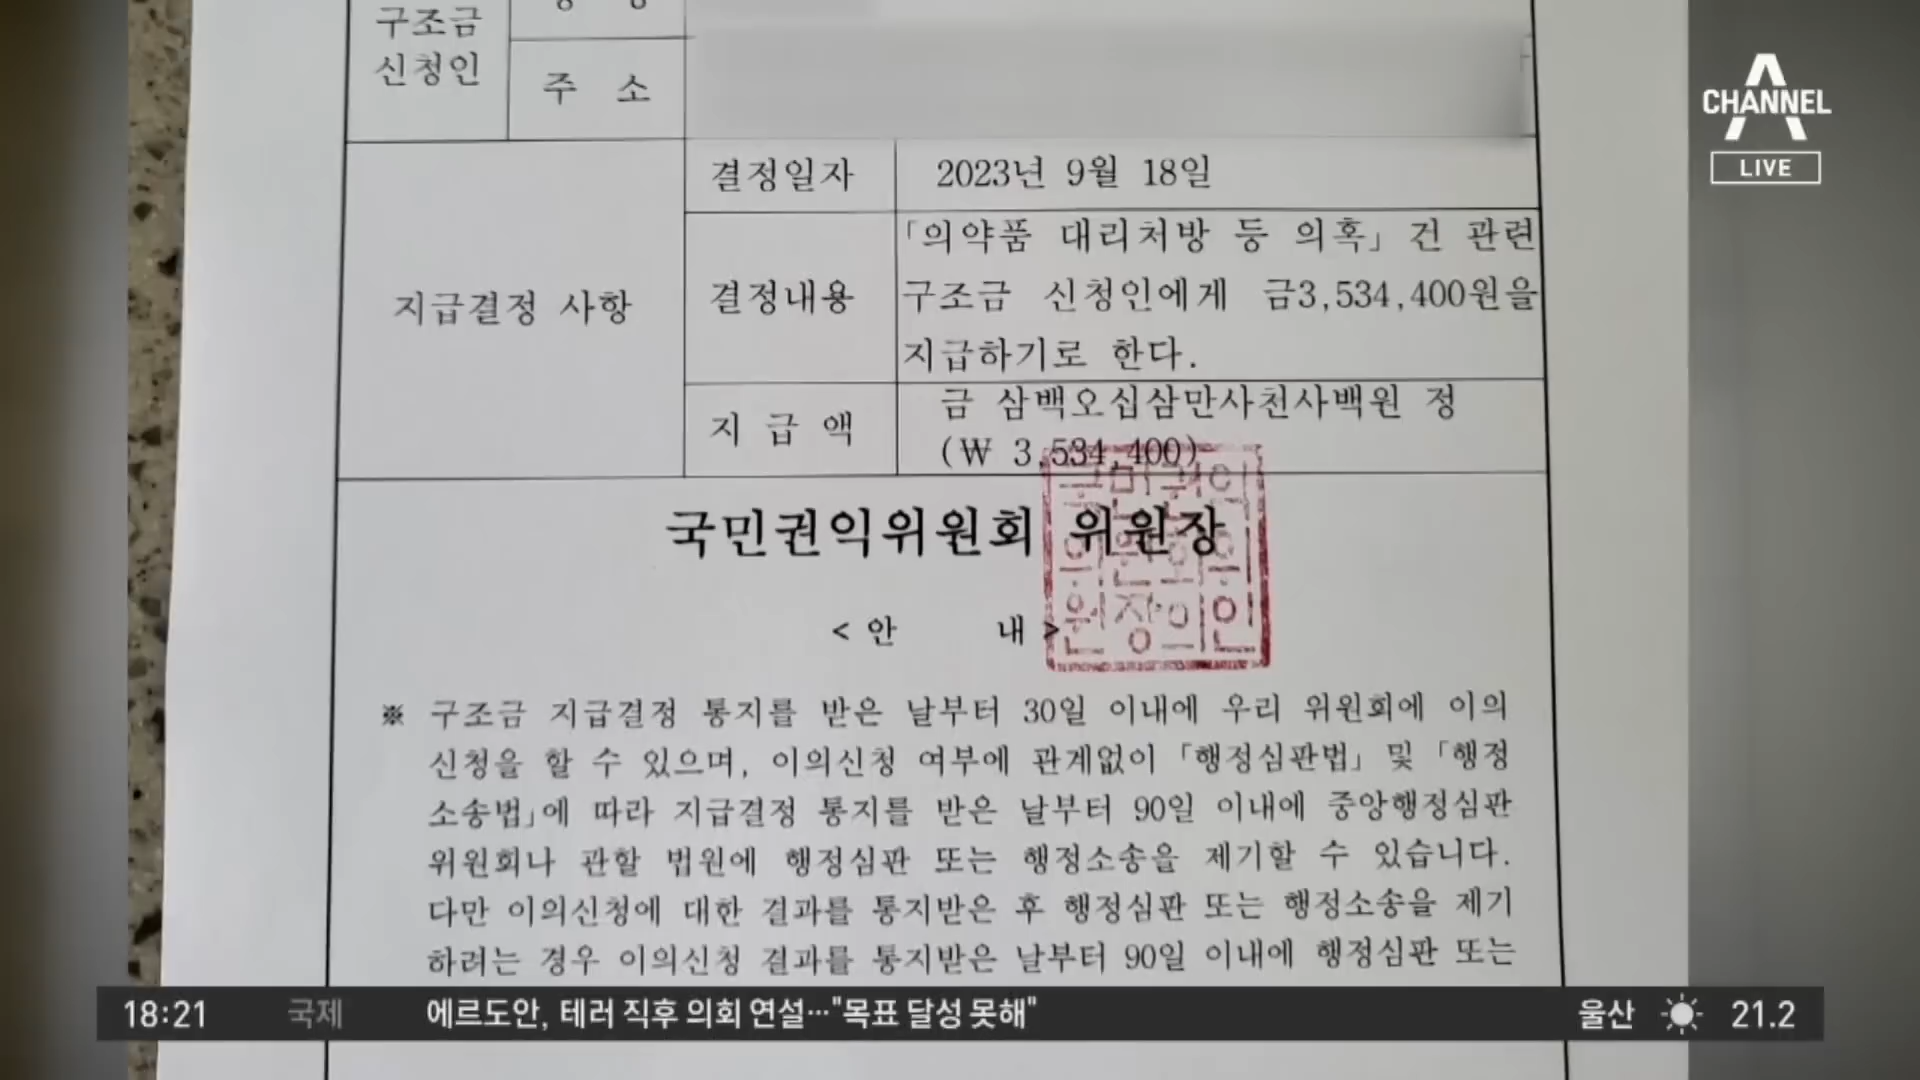 구조금
신청인
주 소
CHANNEL A
LIVE
지급결정 사항
결정일자
2023년 9월 18일
결정내용
「의약품 대리처방 등 의혹」 건 관련
구조금 신청인에게 금3,534,400원을
지급하기로 한다.
지 급 액
금 삼백오십삼만사천사백원 정
(₩ 3,534,400)
국민권익위원회 위원장
국민권익
위원회위
원장의인
< 안 내 >
※ 구조금 지급결정 통지를 받은 날부터 30일 이내에 우리 위원회에 이의
신청을 할 수 있으며, 이의신청 여부에 관계없이 「행정심판법」 및 「행정
소송법」에 따라 지급결정 통지를 받은 날부터 90일 이내에 중앙행정심판
위원회나 관할 법원에 행정심판 또는 행정소송을 제기할 수 있습니다.
다만 이의신청에 대한 결과를 통지받은 후 행정심판 또는 행정소송을 제기
하려는 경우 이의신청 결과를 통지받은 날부터 90일 이내에 행정심판 또는
18:21 국제 에르도안, 테러 직후 의회 연설…"목표 달성 못해" 울산 21.2